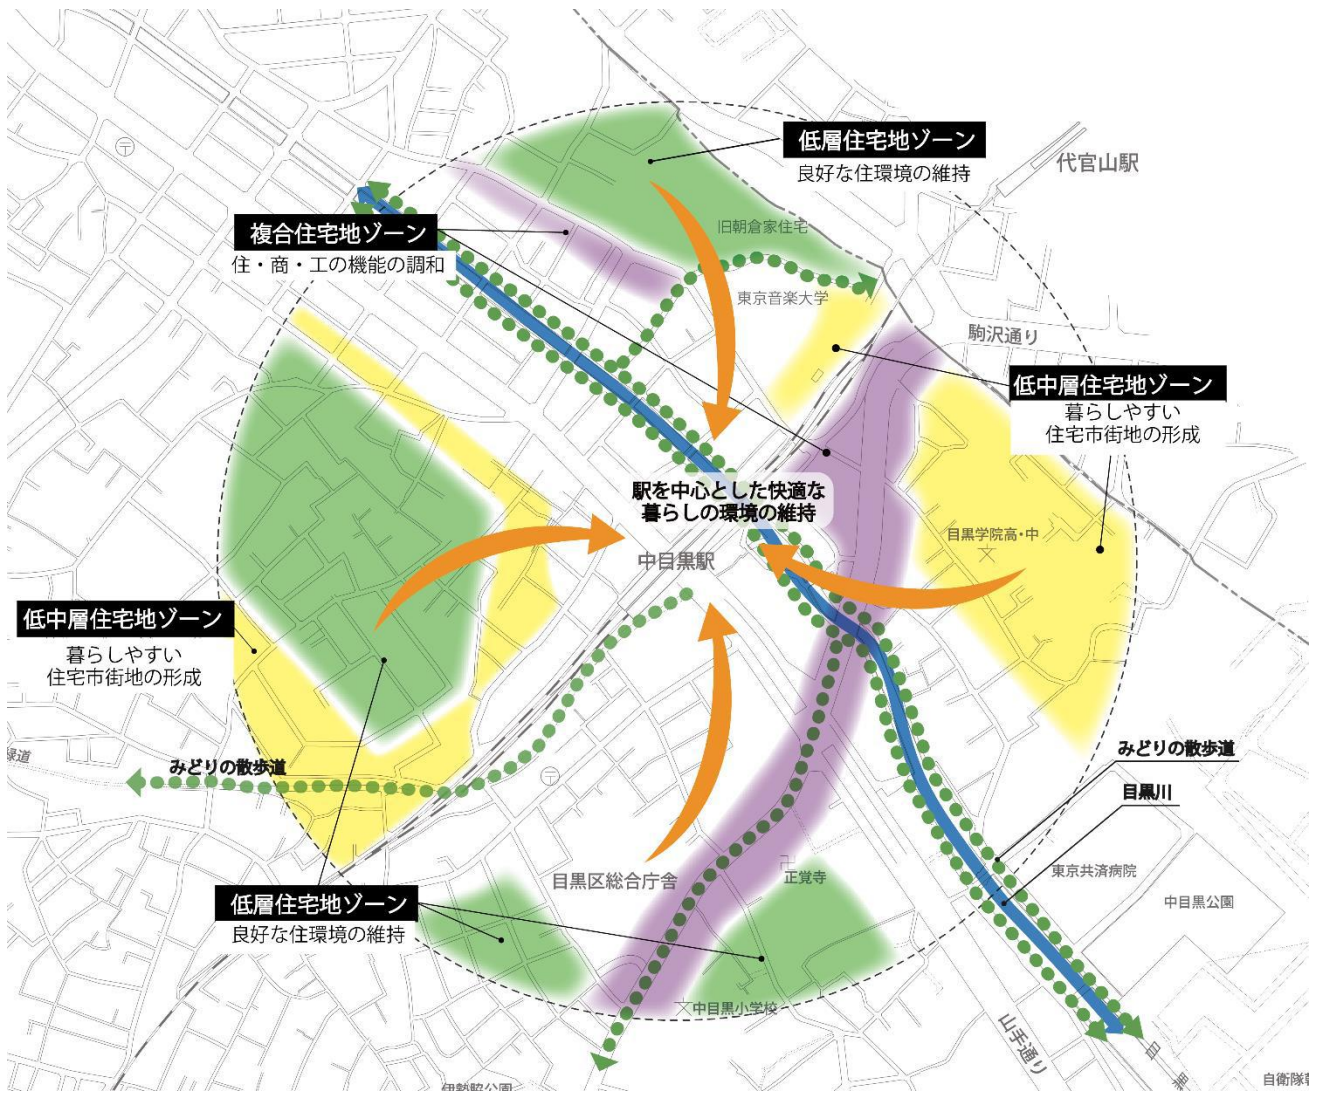 低層住宅地ゾーン
良好な住環境の維持
代官山駅
複合住宅地ゾーン
住・商・工の機能の調和
旧朝倉家住宅
東京音楽大学
駒沢通り
低中層住宅地ゾーン
暮らしやすい
住宅市街地の形成
駅を中心とした快適な
暮らしの環境の維持
目黒学院高・中
中目黒駅
低中層住宅地ゾーン
暮らしやすい
住宅市街地の形成
緑道
みどりの散歩道
みどりの散歩道
目黒川
目黒区総合庁舎
正覚寺
東京共済病院
中目黒公園
低層住宅地ゾーン
良好な住環境の維持
中目黒小学校
山手通り
自衛隊
伊勢脇公園